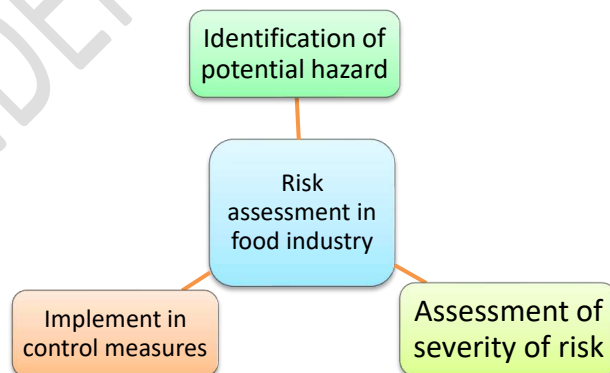 Identification of
potential hazard
Risk
assessment in
food industry
Implement in
control measures
Assessment of
severity of risk